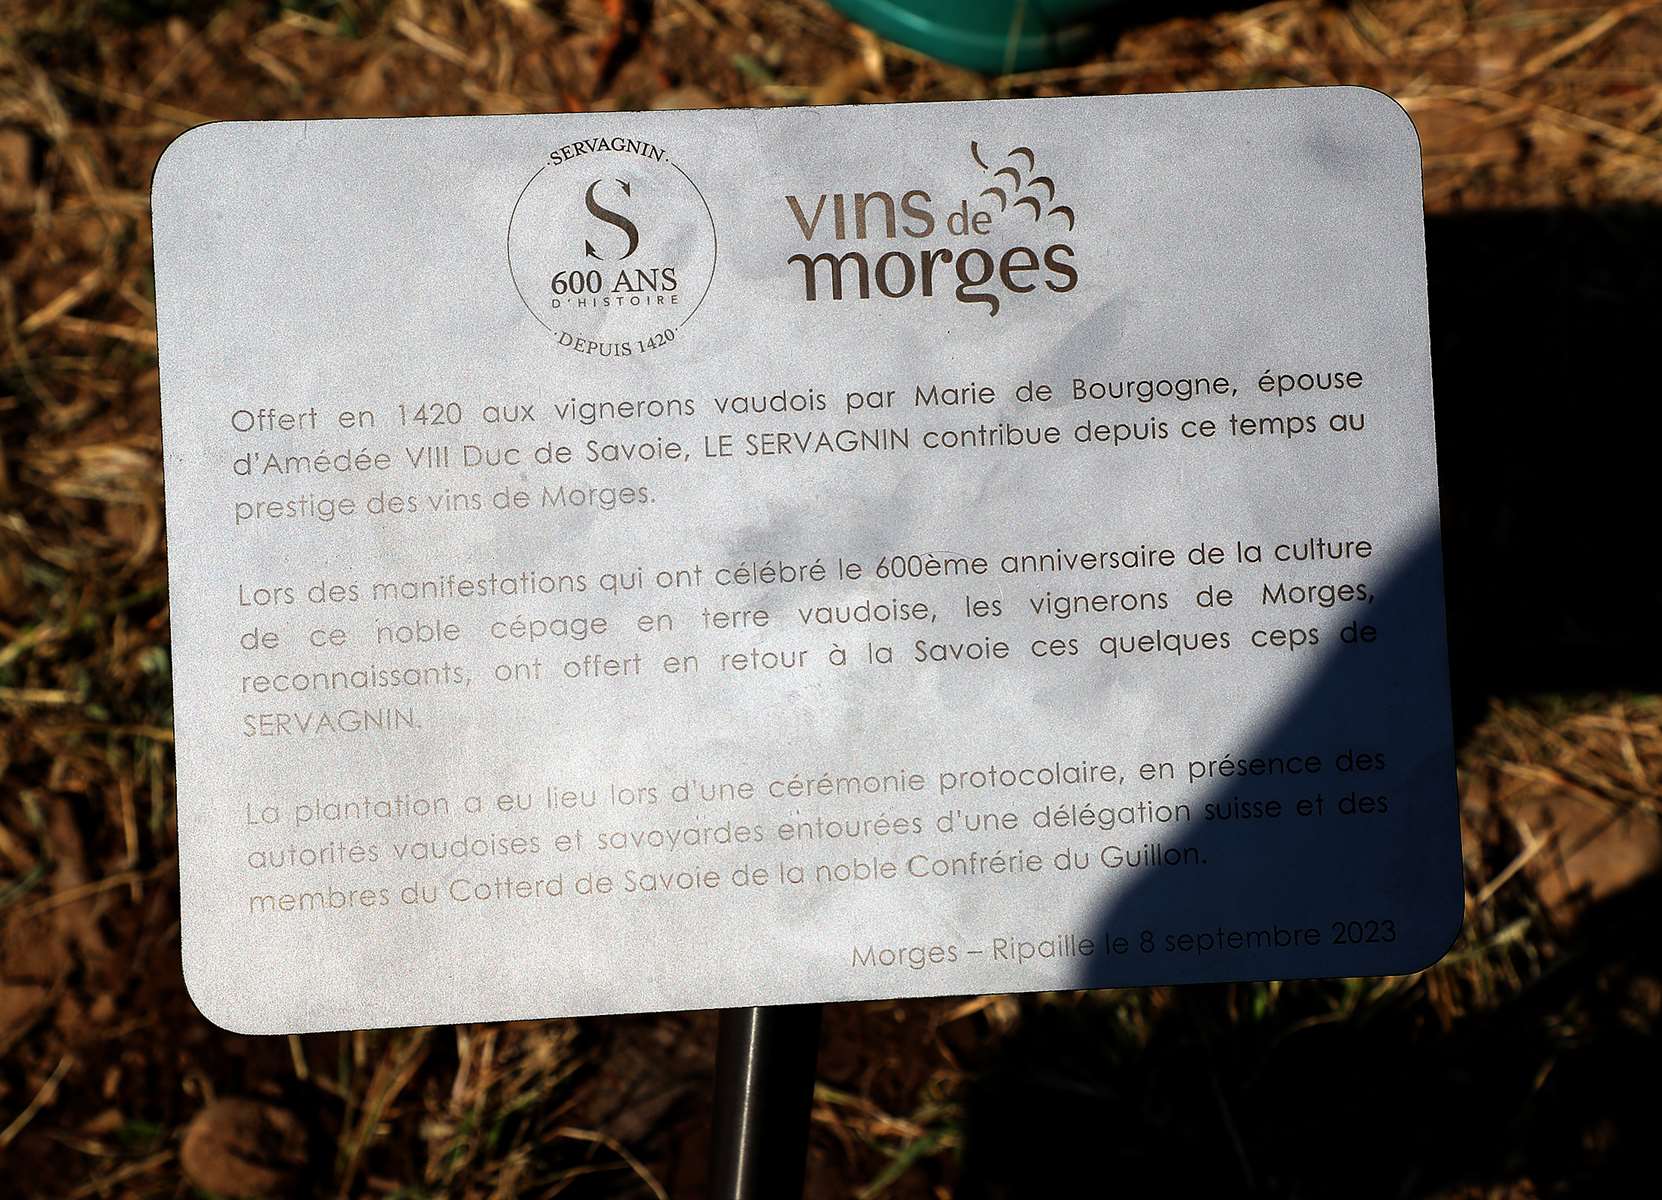 ·SERVAGNIN·
S
600 ANS
D'HISTOIRE
·DEPUIS 1420·
vins de
morges
Offert en 1420 aux vignerons vaudois par Marie de Bourgogne, épouse
d'Amédée VIII Duc de Savoie, LE SERVAGNIN contribue depuis ce temps au
prestige des vins de Morges.
Lors des manifestations qui ont célébré le 600ème anniversaire de la culture
de ce noble cépage en terre vaudoise, les vignerons de Morges,
reconnaissants, ont offert en retour à la Savoie ces quelques ceps de
SERVAGNIN.
La plantation a eu lieu lors d'une cérémonie protocolaire, en présence des
autorités vaudoises et savoyardes entourées d'une délégation suisse et des
membres du Cotterd de Savoie de la noble Confrérie du Guillon.
Morges – Ripaille le 8 septembre 2023